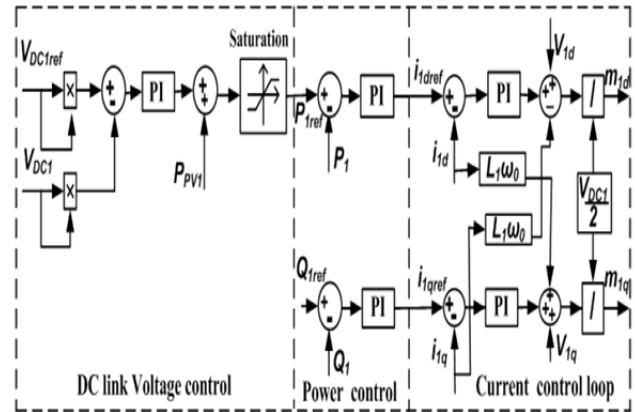 V_DC1ref
×
+
-
PI
+
+
Saturation
P_1ref
+
-
PI
i_1dref
+
-
PI
V_1d
+
+
-
/
m_1d
V_DC1
×
P_PV1
P_1
i_1d
L_1ω_0
L_1ω_0
V_DC1
2
Q_1ref
+
-
PI
i_1qref
+
-
PI
+
+
+
/
m_1q
Q_1
i_1q
V_1q
DC link Voltage control
Power control
Current control loop